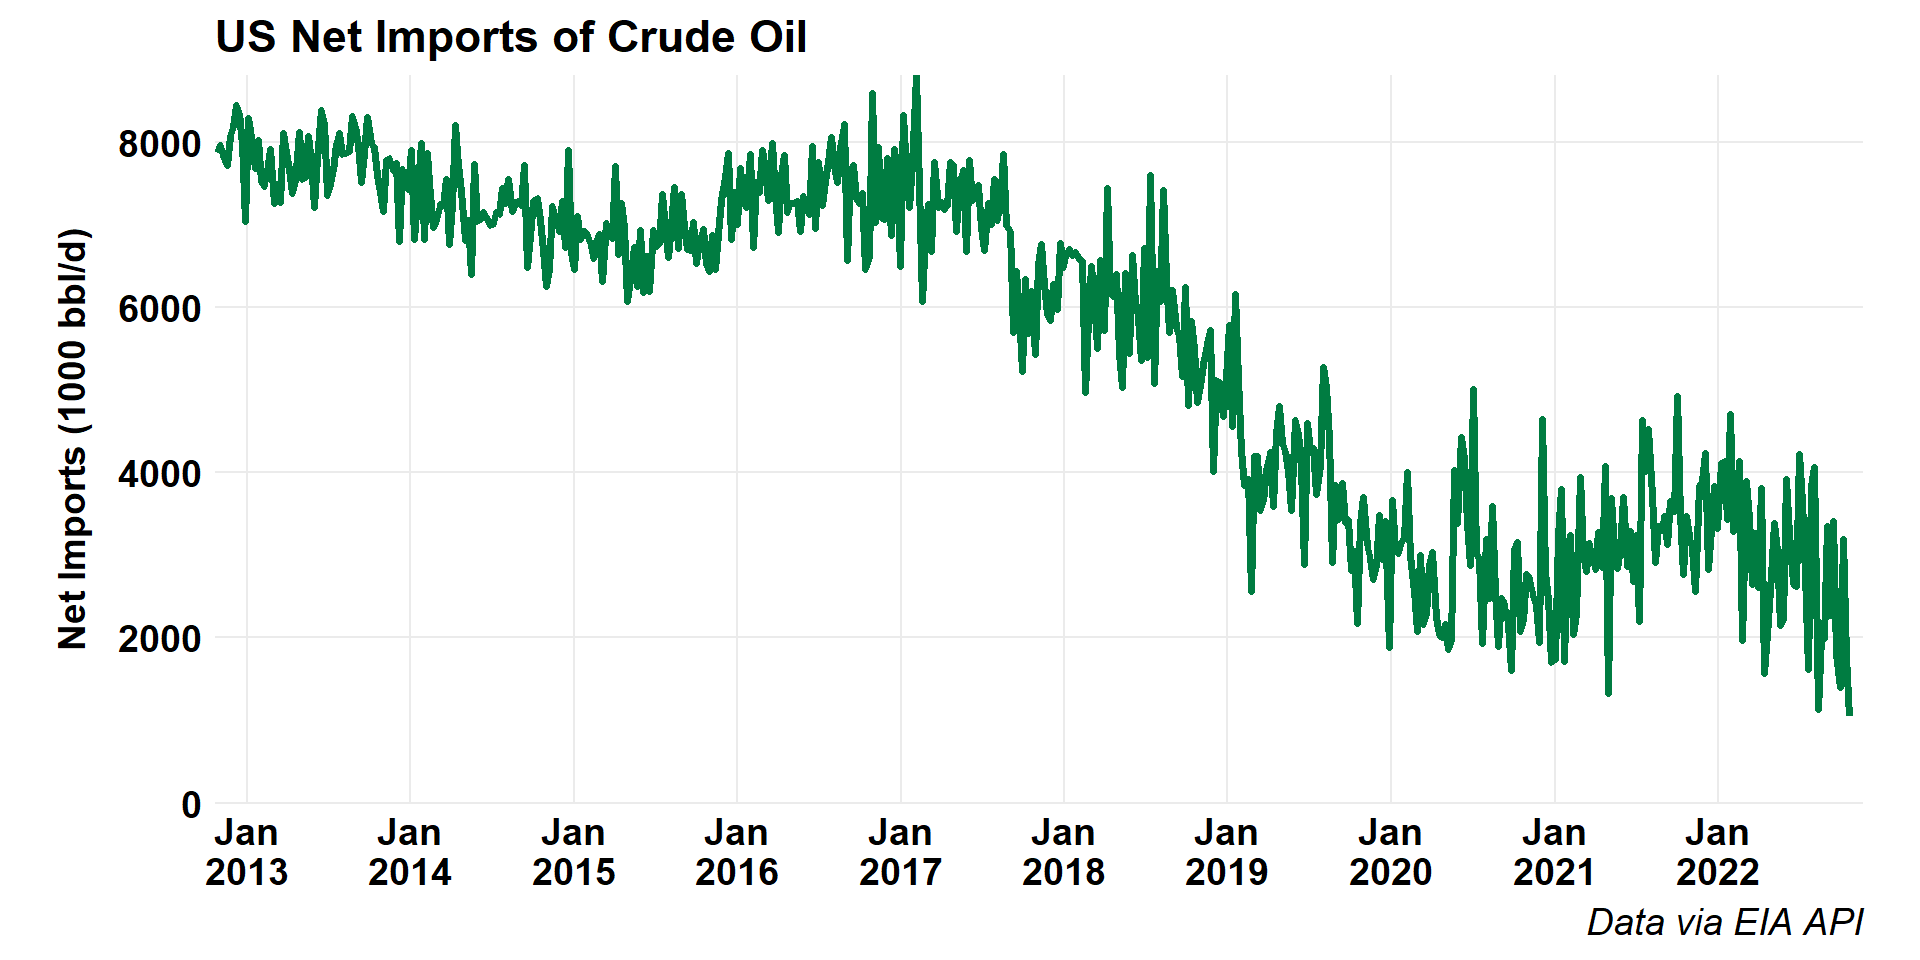 US Net Imports of Crude Oil
Net Imports (1000 bbl/d)
8000
6000
4000
2000
0
Jan Jan Jan Jan Jan Jan Jan Jan Jan Jan
2013 2014 2015 2016 2017 2018 2019 2020 2021 2022
Data via EIA API